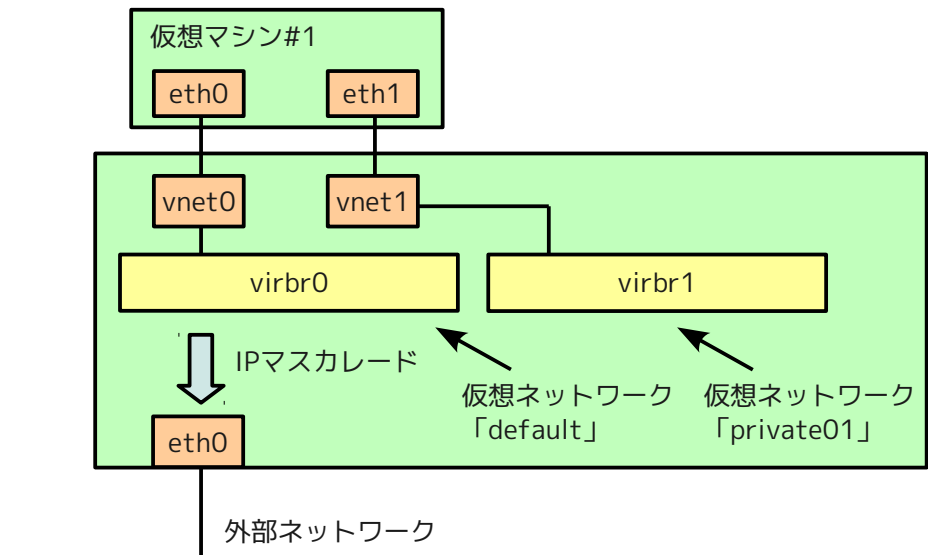 仮想マシン#1
eth0
eth1
vnet0
vnet1
virbr0
virbr1
IPマスカレード
仮想ネットワーク
「default」
仮想ネットワーク
「private01」
eth0
外部ネットワーク